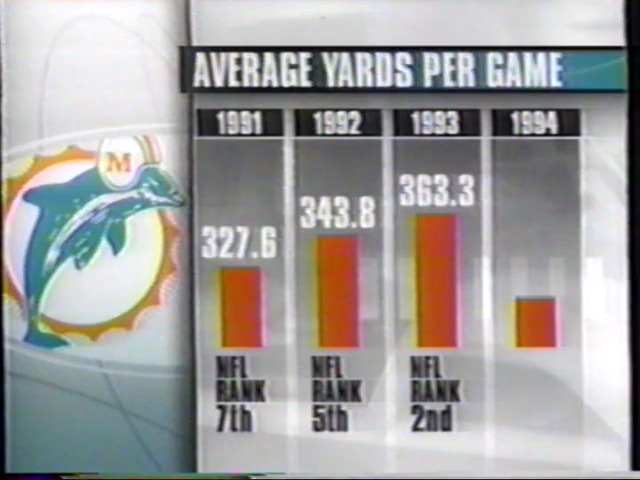 AVERAGE YARDS PER GAME
1991 1992 1993 1994
327.6 343.8 363.3
NFL NFL NFL
RANK RANK RANK
7th 5th 2nd
M